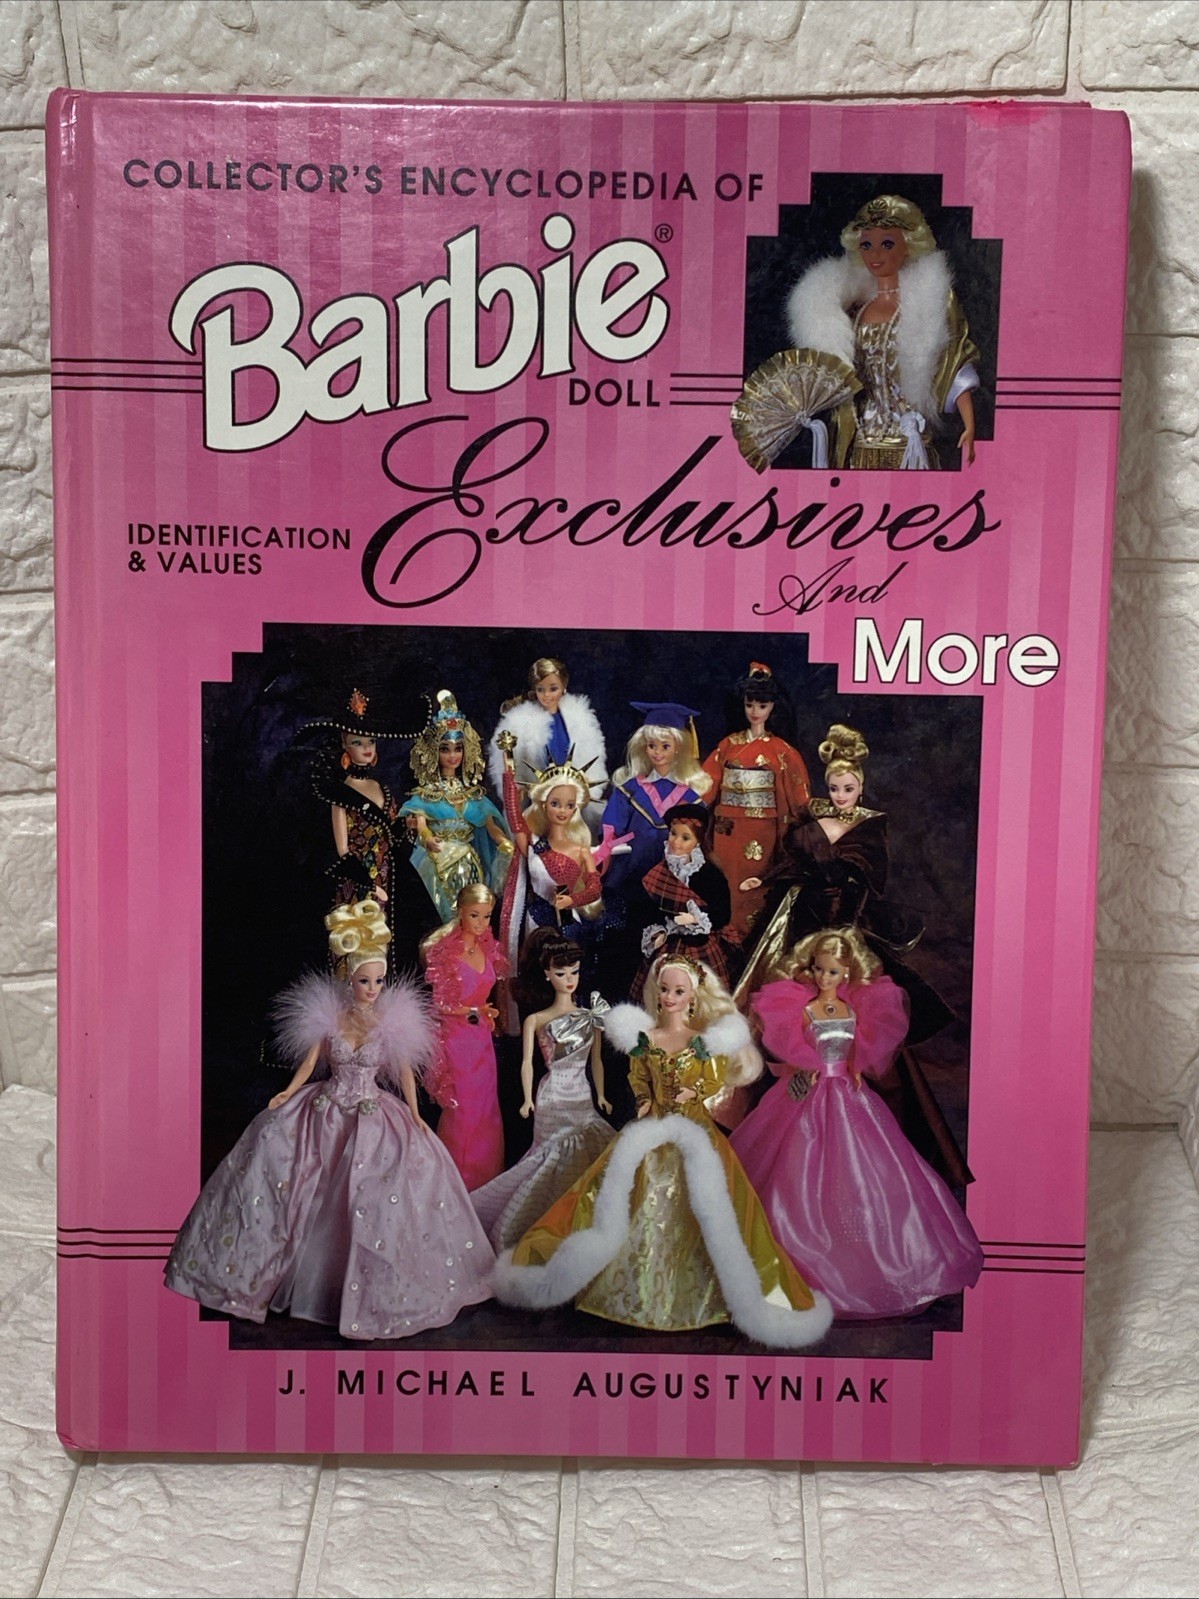 COLLECTOR'S ENCYCLOPEDIA OF
Barbie®
DOLL
Exclusives
IDENTIFICATION
& VALUES
And
More
J. MICHAEL AUGUSTYNIAK